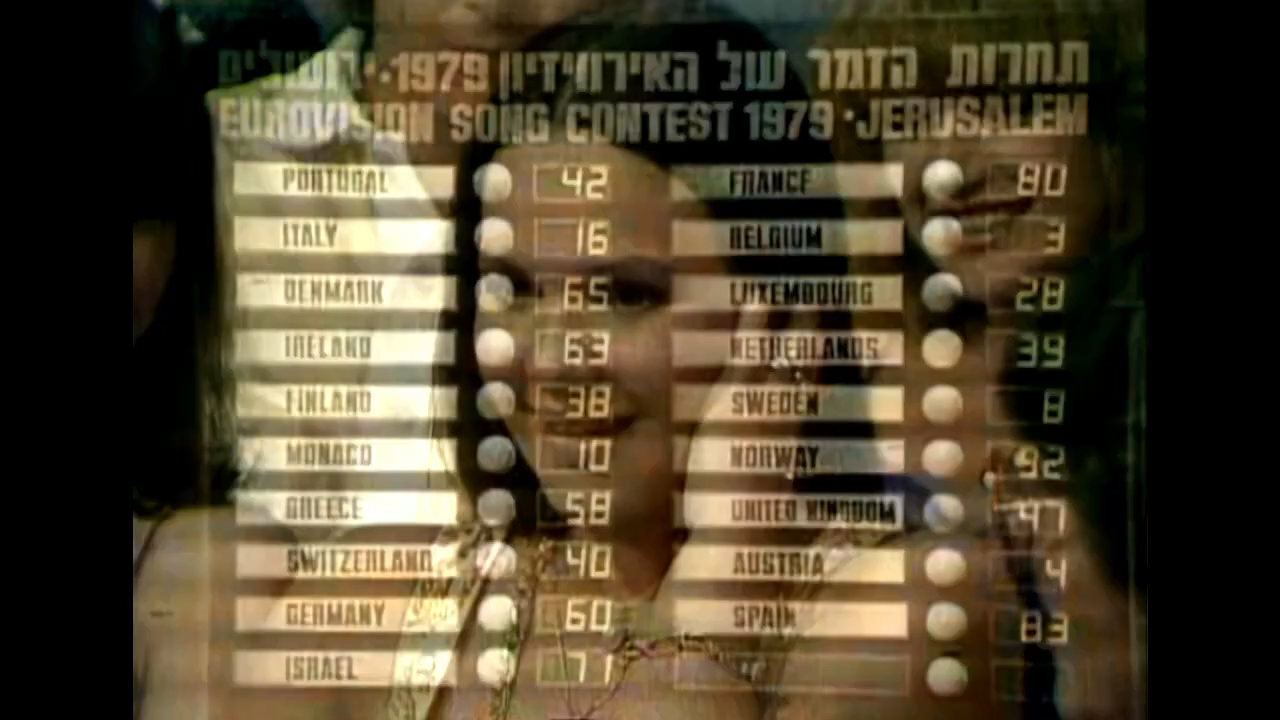 תחרות הזמר של האירוויזיון 1979 · ירושלים
EUROVISION SONG CONTEST 1979 · JERUSALEM
PORTUGAL 42 FRANCE 80
ITALY 16 BELGIUM 3
DENMARK 65 LUXEMBOURG 28
IRELAND 63 NETHERLANDS 39
FINLAND 38 SWEDEN 8
MONACO 10 NORWAY
GREECE 58 UNITED KINGDOM 47
SWITZERLAND 40 AUSTRIA 4
GERMANY 60 SPAIN 83
ISRAEL